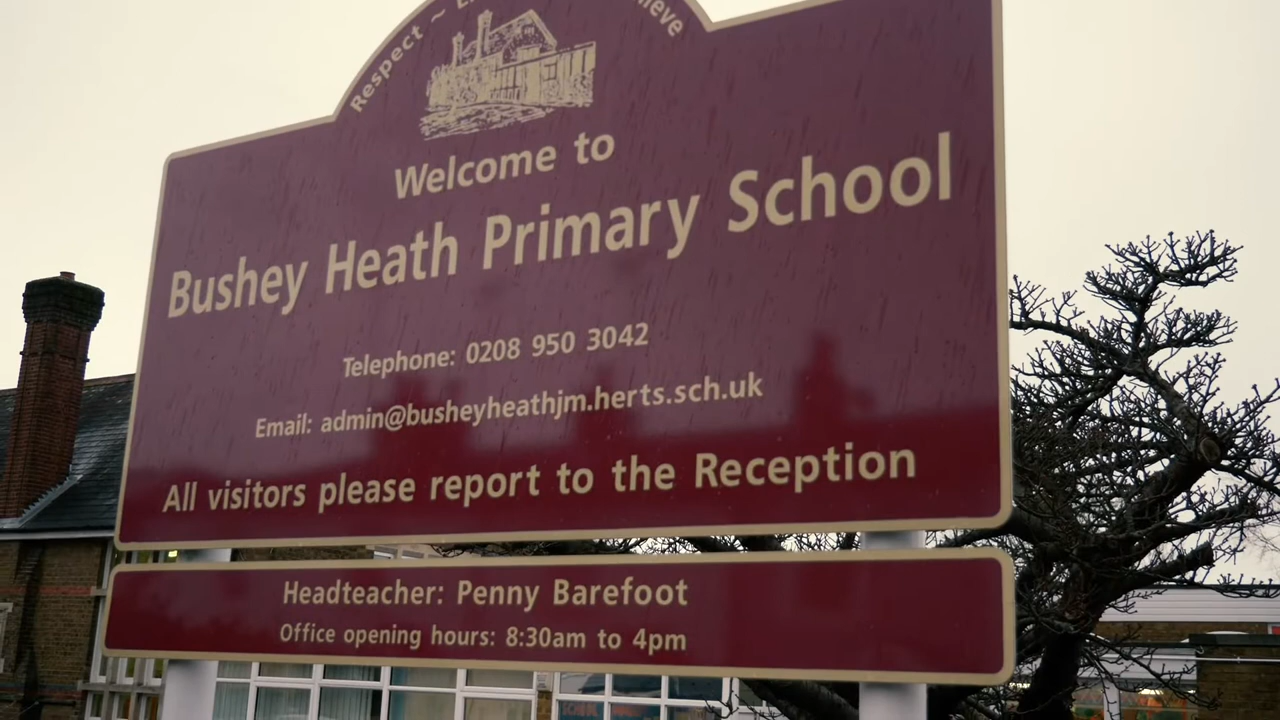 Respect ~
Welcome to
Bushey Heath Primary School
Telephone: 0208 950 3042
Email: admin@busheyheathjm.herts.sch.uk
All visitors please report to the Reception
Headteacher: Penny Barefoot
Office opening hours: 8:30am to 4pm